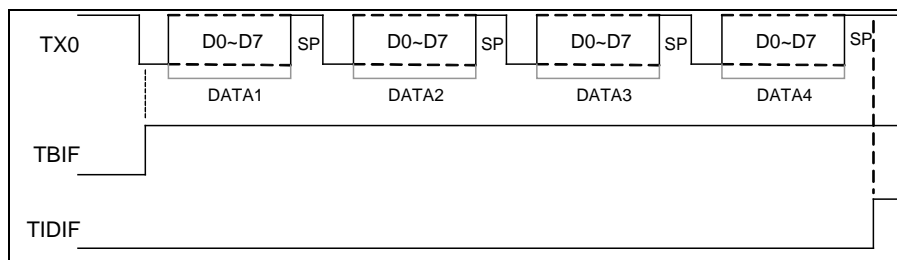 TX0 D0~D7 SP D0~D7 SP D0~D7 SP D0~D7 SP
DATA1 DATA2 DATA3 DATA4
TBIF
TIDIF